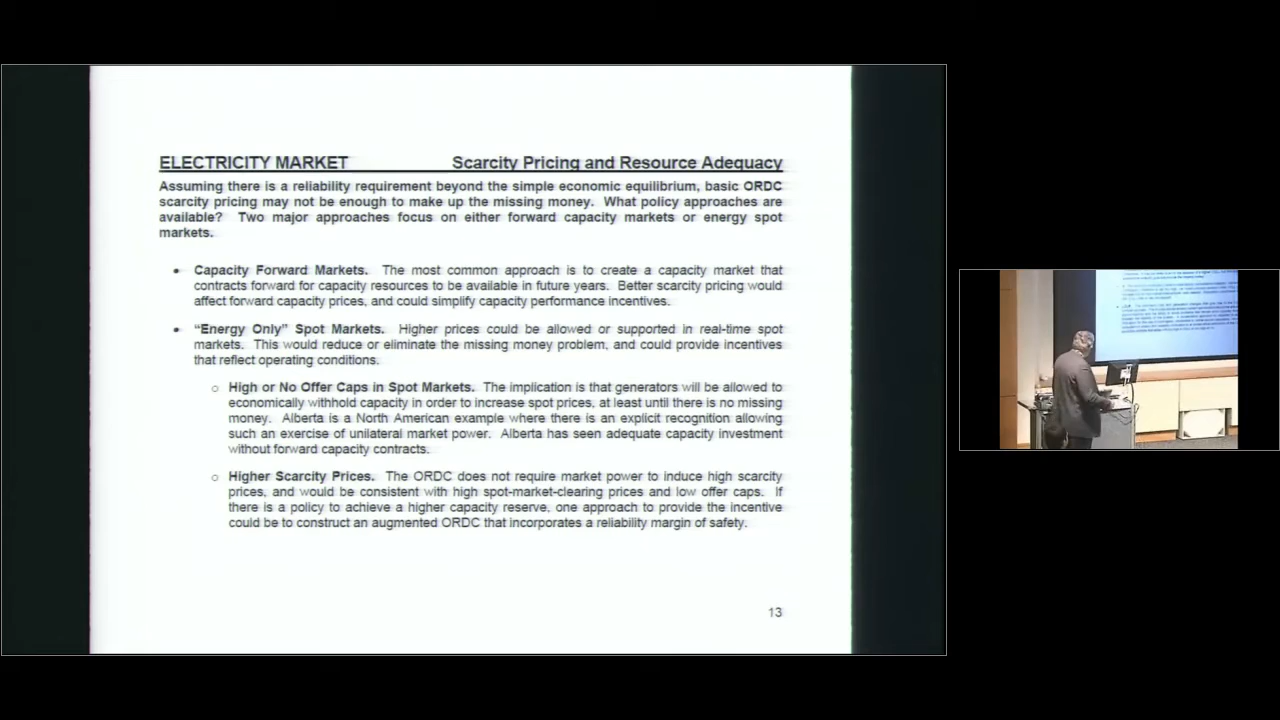 ELECTRICITY MARKET Scarcity Pricing and Resource Adequacy
Assuming there is a reliability requirement beyond the simple economic equilibrium, basic ORDC
scarcity pricing may not be enough to make up the missing money. What policy approaches are
available? Two major approaches focus on either forward capacity markets or energy spot
markets.
• Capacity Forward Markets. The most common approach is to create a capacity market that
contracts forward for capacity resources to be available in future years. Better scarcity pricing would
affect forward capacity prices, and could simplify capacity performance incentives.
• “Energy Only” Spot Markets. Higher prices could be allowed or supported in real-time spot
markets. This would reduce or eliminate the missing money problem, and could provide incentives
that reflect operating conditions.
○ High or No Offer Caps in Spot Markets. The implication is that generators will be allowed to
economically withhold capacity in order to increase spot prices, at least until there is no missing
money. Alberta is a North American example where there is an explicit recognition allowing
such an exercise of unilateral market power. Alberta has seen adequate capacity investment
without forward capacity contracts.
○ Higher Scarcity Prices. The ORDC does not require market power to induce high scarcity
prices, and would be consistent with high spot-market-clearing prices and low offer caps. If
there is a policy to achieve a higher capacity reserve, one approach to provide the incentive
could be to construct an augmented ORDC that incorporates a reliability margin of safety.
13